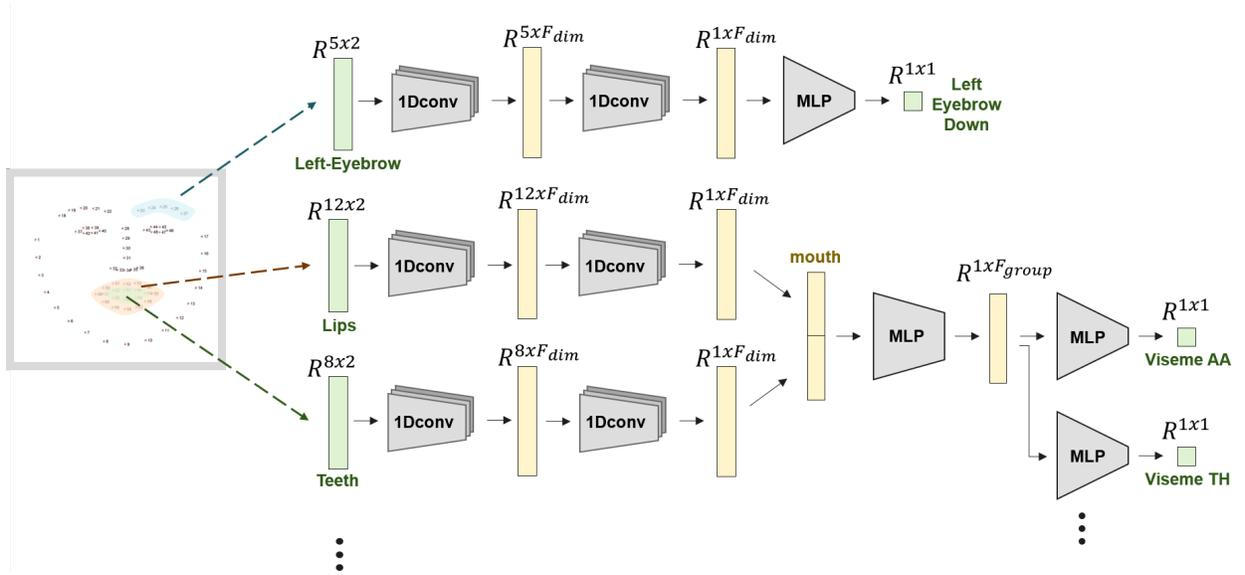 R^{5x2}
1Dconv
R^{5xF_{dim}}
1Dconv
R^{1xF_{dim}}
MLP
R^{1x1}
Left
Eyebrow
Down
Left-Eyebrow
R^{12x2}
1Dconv
R^{12xF_{dim}}
1Dconv
R^{1xF_{dim}}
Lips
mouth
MLP
R^{1xF_{group}}
MLP
R^{1x1}
Viseme AA
R^{8x2}
1Dconv
R^{8xF_{dim}}
1Dconv
R^{1xF_{dim}}
Teeth
MLP
R^{1x1}
Viseme TH